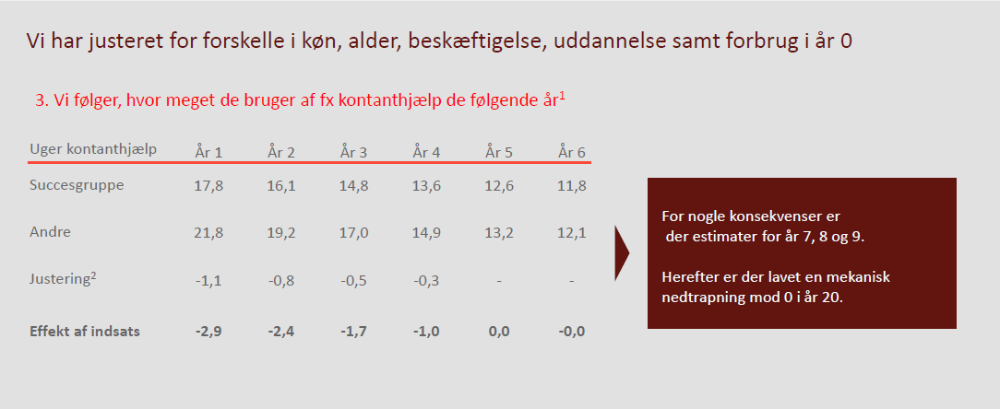 Vi har justeret for forskelle i køn, alder, beskæftigelse, uddannelse samt forbrug i år 0
3. Vi følger, hvor meget de bruger af fx kontanthjælp de følgende år1
Uger kontanthjælp År 1 År 2 År 3 År 4 År 5 År 6
Succesgruppe 17,8 16,1 14,8 13,6 12,6 11,8
Andre 21,8 19,2 17,0 14,9 13,2 12,1
Justering2 -1,1 -0,8 -0,5 -0,3 - -
Effekt af indsats -2,9 -2,4 -1,7 -1,0 0,0 -0,0
For nogle konsekvenser er
der estimater for år 7, 8 og 9.
Herefter er der lavet en mekanisk
nedtrapning mod 0 i år 20.